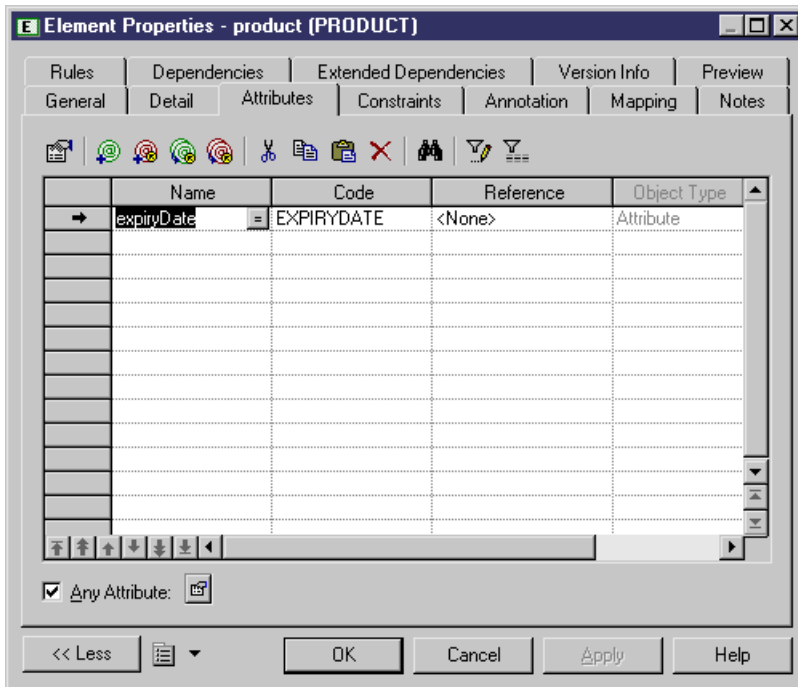 Element Properties - product (PRODUCT)
Rules Dependencies Extended Dependencies Version Info Preview
General Detail Attributes Constraints Annotation Mapping Notes
Name Code Reference Object Type
expiryDate = EXPIRYDATE <None> Attribute
Any Attribute:
<< Less OK Cancel Apply Help